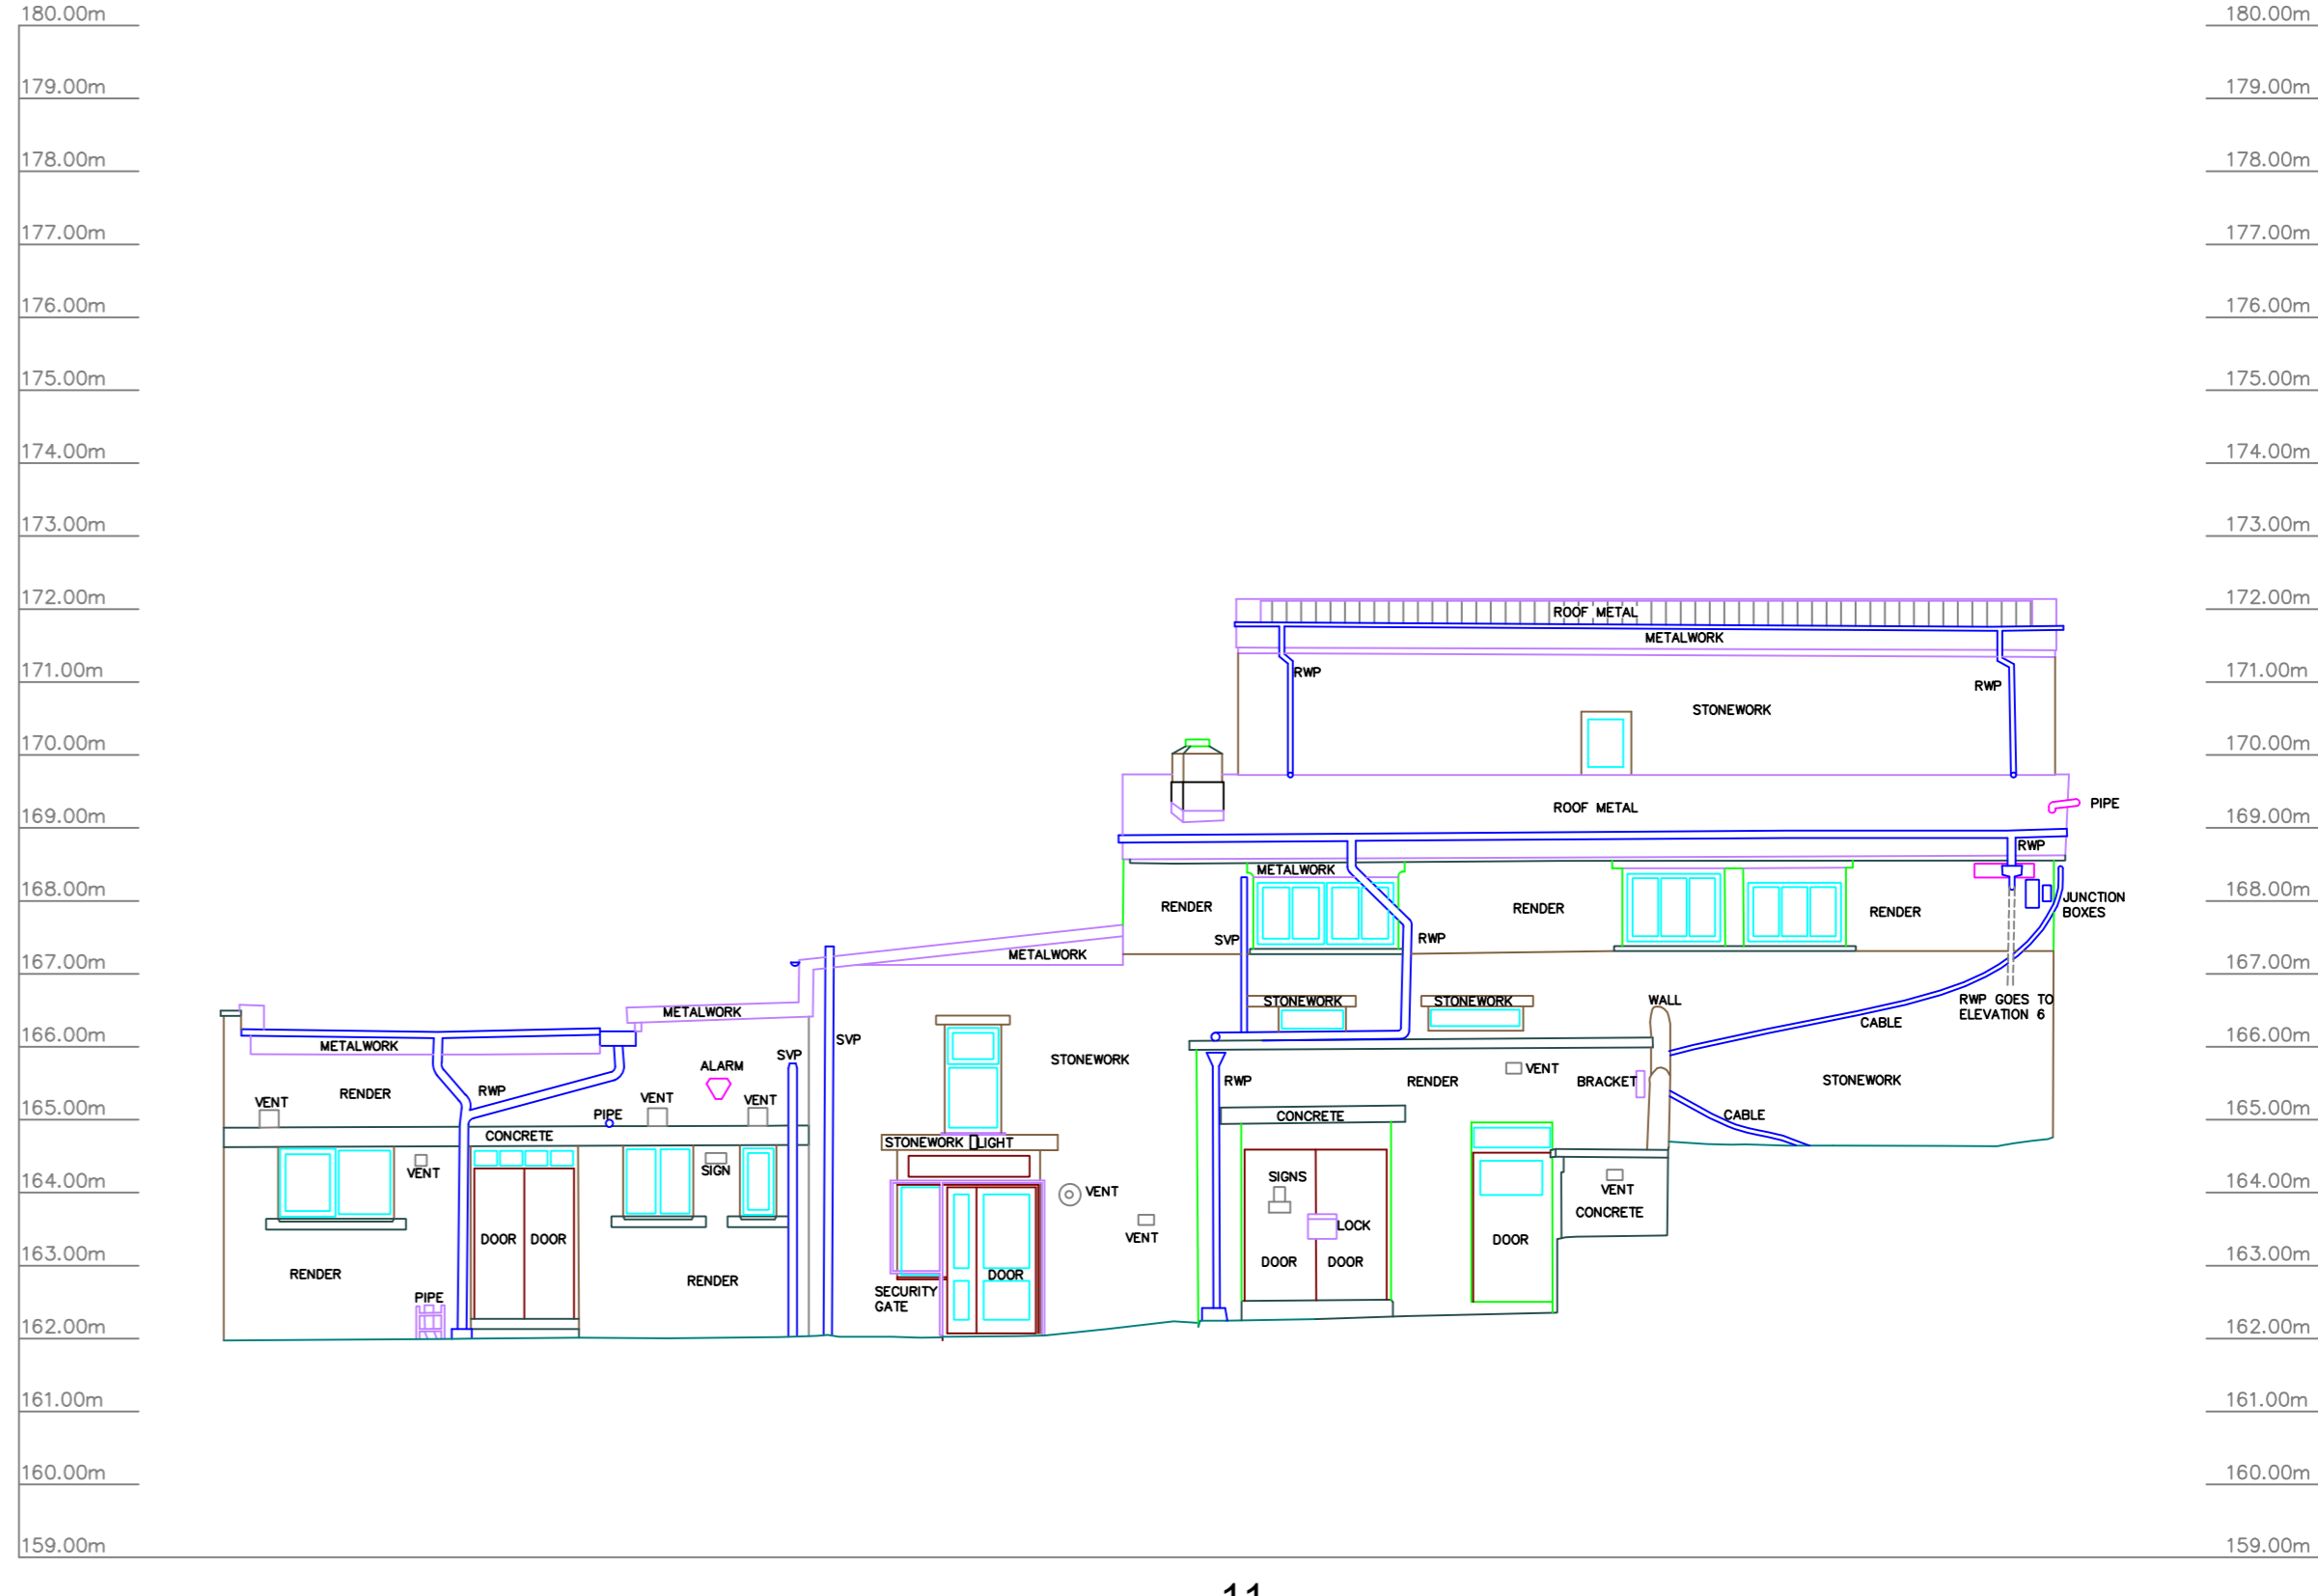 180.00m 180.00m
179.00m 179.00m
178.00m 178.00m
177.00m 177.00m
176.00m 176.00m
175.00m 175.00m
174.00m 174.00m
173.00m 173.00m
172.00m 172.00m
ROOF METAL
METALWORK
171.00m RWP 171.00m
RWP
STONEWORK
170.00m 170.00m
169.00m ROOF METAL PIPE 169.00m
RWP
METALWORK
168.00m 168.00m
JUNCTION
BOXES
RENDER RENDER RENDER
SVP RWP
167.00m METALWORK 167.00m
STONEWORK STONEWORK WALL RWP GOES TO
ELEVATION 6
METALWORK
CABLE
166.00m SVP 166.00m
METALWORK
SVP STONEWORK
ALARM VENT
RENDER RWP RWP RENDER BRACKET STONEWORK
165.00m VENT VENT VENT 165.00m
PIPE CONCRETE CABLE
CONCRETE
STONEWORK LIGHT
VENT SIGN
164.00m SIGNS 164.00m
VENT VENT
CONCRETE
LOCK
VENT
DOOR DOOR DOOR
163.00m 163.00m
DOOR DOOR
RENDER RENDER DOOR
SECURITY
GATE
PIPE
162.00m 162.00m
161.00m 161.00m
160.00m 160.00m
159.00m 159.00m
11